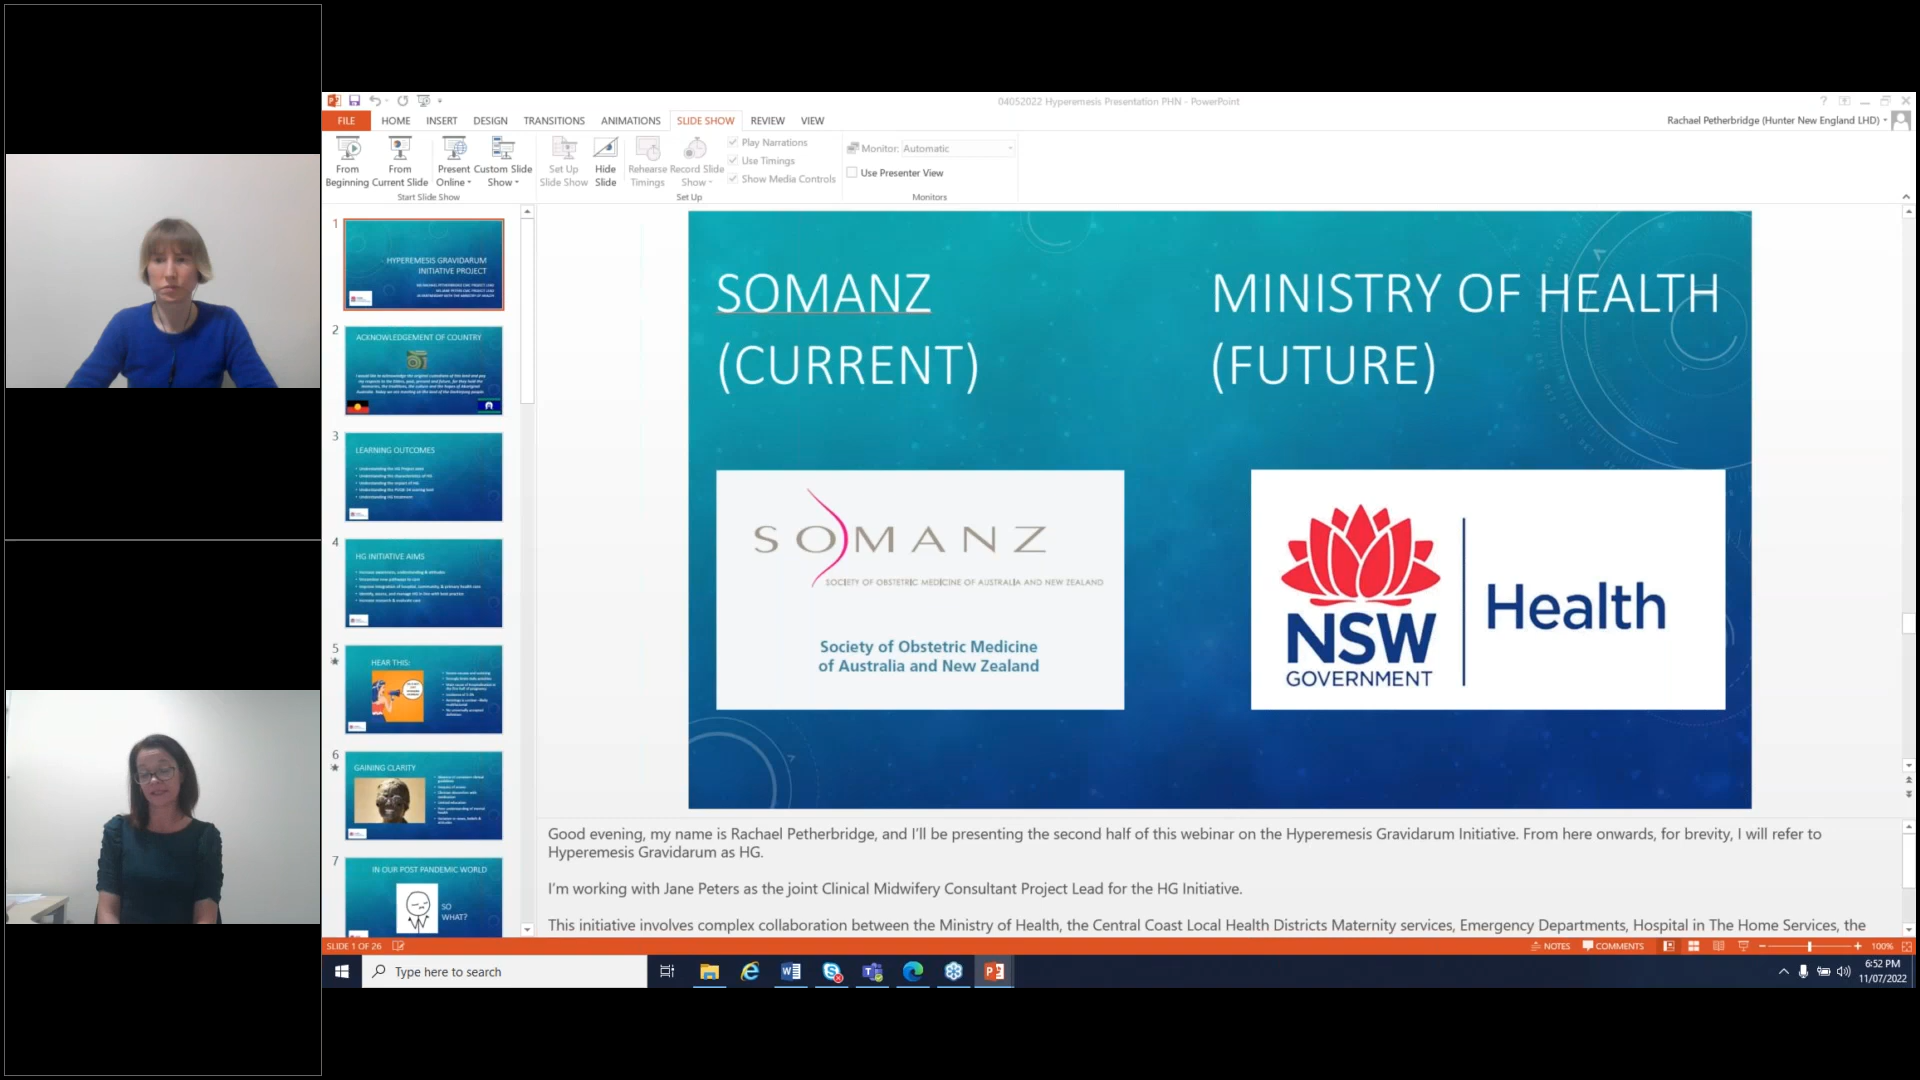 04052022 Hyperemesis Presentation PHN - PowerPoint
FILE HOME INSERT DESIGN TRANSITIONS ANIMATIONS SLIDE SHOW REVIEW VIEW
Rachael Petherbridge (Hunter New England LHD)
From Beginning
From Current Slide
Present Online
Custom Slide Show
Start Slide Show
Set Up Slide Show
Hide Slide
Rehearse Timings
Record Slide Show
Play Narrations
Use Timings
Show Media Controls
Set Up
Monitor: Automatic
Use Presenter View
Monitors
1
HYPEREMESIS GRAVIDARUM
INITIATIVE PROJECT
2
ACKNOWLEDGEMENT OF COUNTRY
3
LEARNING OUTCOMES
4
HG INITIATIVE AIMS
5
HEAR THIS:
6
GAINING CLARITY
7
IN OUR POST PANDEMIC WORLD
SO
WHAT?
SOMANZ
(CURRENT)
MINISTRY OF HEALTH
(FUTURE)
SOMANZ
SOCIETY OF OBSTETRIC MEDICINE OF AUSTRALIA AND NEW ZEALAND
Society of Obstetric Medicine
of Australia and New Zealand
NSW
GOVERNMENT
Health
Good evening, my name is Rachael Petherbridge, and I'll be presenting the second half of this webinar on the Hyperemesis Gravidarum Initiative. From here onwards, for brevity, I will refer to
Hyperemesis Gravidarum as HG.
I'm working with Jane Peters as the joint Clinical Midwifery Consultant Project Lead for the HG Initiative.
This initiative involves complex collaboration between the Ministry of Health, the Central Coast Local Health Districts Maternity services, Emergency Departments, Hospital in The Home Services, the
SLIDE 1 OF 26
NOTES COMMENTS 100%
Type here to search
6:52 PM
11/07/2022